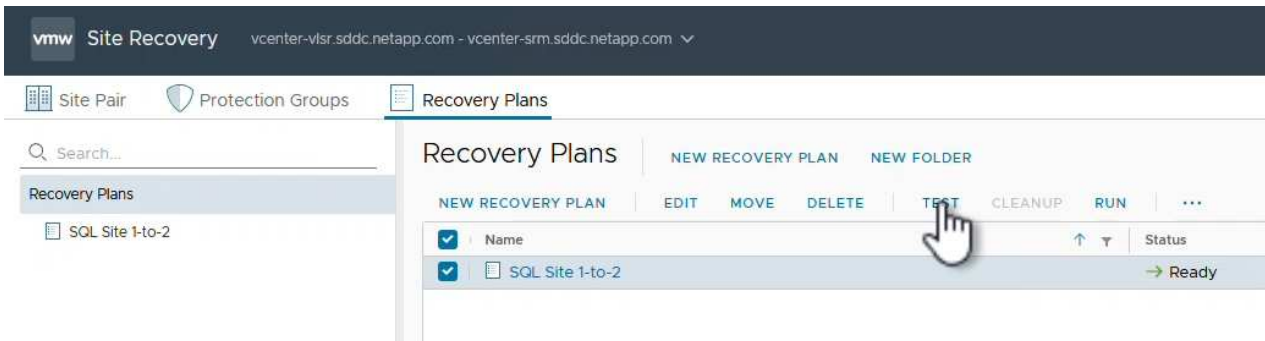 vmw Site Recovery vcenter-vlsr.sddc.netapp.com - vcenter-srm.sddc.netapp.com
Site Pair Protection Groups Recovery Plans
Search...
Recovery Plans
SQL Site 1-to-2
Recovery Plans NEW RECOVERY PLAN NEW FOLDER
NEW RECOVERY PLAN EDIT MOVE DELETE TEST CLEANUP RUN ...
Name Status
SQL Site 1-to-2 Ready